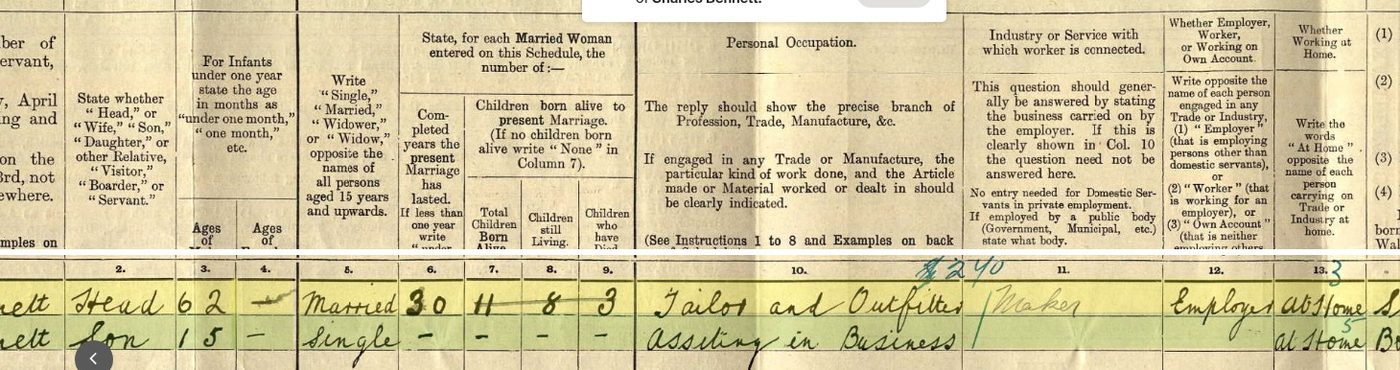 of Charles Bennett.
ber of
ervant,
y, April
ing and
on the
3rd, not
ewhere.
mples on
State whether
“ Head,” or
“ Wife,” “ Son,”
“ Daughter,” or
other Relative,
“ Visitor,”
“ Boarder,” or
“ Servant.”
For Infants
under one year
state the age
in months as
“under one month,”
“ one month,”
etc.
Ages
of
Ages
of
Write
“ Single,”
“ Married,”
“ Widower,”
or “ Widow,”
opposite the
names of
all persons
aged 15 years
and upwards.
State, for each Married Woman
entered on this Schedule, the
number of :—
Com-
pleted
years the
present
Marriage
has
lasted.
If less than
one year
write
“ under
Children born alive to
present Marriage.
(If no children born
alive write “ None ” in
Column 7).
Total
Children
Born
Alive
Children
still
Living.
Children
who
have
Died
Personal Occupation.
The reply should show the precise branch of
Profession, Trade, Manufacture, &c.
If engaged in any Trade or Manufacture, the
particular kind of work done, and the Article
made or Material worked or dealt in should
be clearly indicated.
(See Instructions 1 to 8 and Examples on back
Industry or Service with
which worker is connected.
This question should gener-
ally be answered by stating
the business carried on by
the employer. If this is
clearly shown in Col. 10
the question need not be
answered here.
No entry needed for Domestic Ser-
vants in private employment.
If employed by a public body
(Government, Municipal, etc.)
state what body.
Whether Employer,
Worker,
or Working on
Own Account.
Write opposite the
name of each person
engaged in any
Trade or Industry,
(1) “ Employer ”
(that is employing
persons other than
domestic servants),
or
(2) “ Worker ” (that
is working for an
employer), or
(3) “ Own Account ”
(that is neither
employing others
Whether
Working at
Home.
Write the
words
“ At Home ”
opposite the
name of each
person
carrying on
Trade or
Industry at
home.
(1)
(2)
(3)
(4)
born
Wal
2. 3. 4. 5. 6. 7. 8. 9. 10. 240 11. 12. 13. 3
nett Head 62 – Married 30 11 8 3 Tailor and Outfitter Maker Employer At Home S
nett Son 15 – Single – – – – Assiting in Business at Home 5 Bo